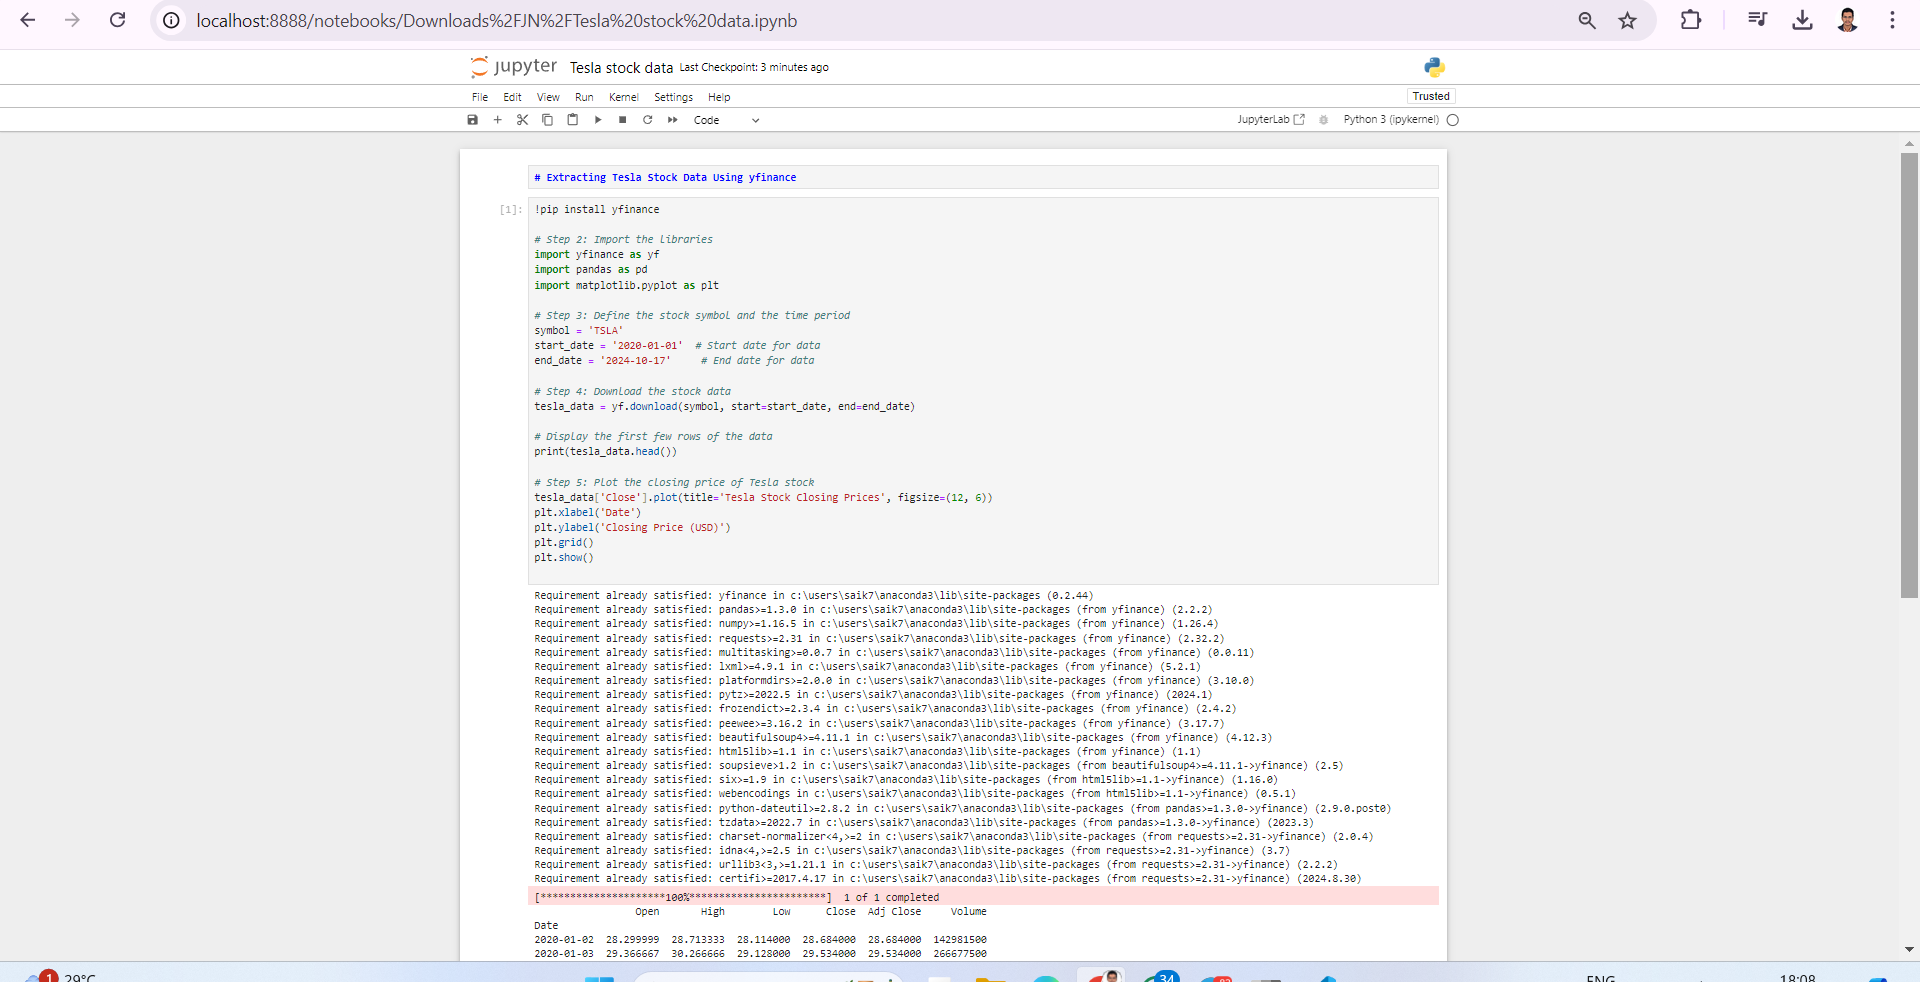 localhost:8888/notebooks/Downloads%2FJN%2FTesla%20stock%20data.ipynb
jupyter Tesla stock data Last Checkpoint: 3 minutes ago
File Edit View Run Kernel Settings Help Trusted
Code JupyterLab Python 3 (ipykernel)
# Extracting Tesla Stock Data Using yfinance
[1]: !pip install yfinance
# Step 2: Import the libraries
import yfinance as yf
import pandas as pd
import matplotlib.pyplot as plt
# Step 3: Define the stock symbol and the time period
symbol = 'TSLA'
start_date = '2020-01-01'  # Start date for data
end_date = '2024-10-17'     # End date for data
# Step 4: Download the stock data
tesla_data = yf.download(symbol, start=start_date, end=end_date)
# Display the first few rows of the data
print(tesla_data.head())
# Step 5: Plot the closing price of Tesla stock
tesla_data['Close'].plot(title='Tesla Stock Closing Prices', figsize=(12, 6))
plt.xlabel('Date')
plt.ylabel('Closing Price (USD)')
plt.grid()
plt.show()
Requirement already satisfied: yfinance in c:\users\saik7\anaconda3\lib\site-packages (0.2.44)
Requirement already satisfied: pandas>=1.3.0 in c:\users\saik7\anaconda3\lib\site-packages (from yfinance) (2.2.2)
Requirement already satisfied: numpy>=1.16.5 in c:\users\saik7\anaconda3\lib\site-packages (from yfinance) (1.26.4)
Requirement already satisfied: requests>=2.31 in c:\users\saik7\anaconda3\lib\site-packages (from yfinance) (2.32.2)
Requirement already satisfied: multitasking>=0.0.7 in c:\users\saik7\anaconda3\lib\site-packages (from yfinance) (0.0.11)
Requirement already satisfied: lxml>=4.9.1 in c:\users\saik7\anaconda3\lib\site-packages (from yfinance) (5.2.1)
Requirement already satisfied: platformdirs>=2.0.0 in c:\users\saik7\anaconda3\lib\site-packages (from yfinance) (3.10.0)
Requirement already satisfied: pytz>=2022.5 in c:\users\saik7\anaconda3\lib\site-packages (from yfinance) (2024.1)
Requirement already satisfied: frozendict>=2.3.4 in c:\users\saik7\anaconda3\lib\site-packages (from yfinance) (2.4.2)
Requirement already satisfied: peewee>=3.16.2 in c:\users\saik7\anaconda3\lib\site-packages (from yfinance) (3.17.7)
Requirement already satisfied: beautifulsoup4>=4.11.1 in c:\users\saik7\anaconda3\lib\site-packages (from yfinance) (4.12.3)
Requirement already satisfied: html5lib>=1.1 in c:\users\saik7\anaconda3\lib\site-packages (from yfinance) (1.1)
Requirement already satisfied: soupsieve>1.2 in c:\users\saik7\anaconda3\lib\site-packages (from beautifulsoup4>=4.11.1->yfinance) (2.5)
Requirement already satisfied: six>=1.9 in c:\users\saik7\anaconda3\lib\site-packages (from html5lib>=1.1->yfinance) (1.16.0)
Requirement already satisfied: webencodings in c:\users\saik7\anaconda3\lib\site-packages (from html5lib>=1.1->yfinance) (0.5.1)
Requirement already satisfied: python-dateutil>=2.8.2 in c:\users\saik7\anaconda3\lib\site-packages (from pandas>=1.3.0->yfinance) (2.9.0.post0)
Requirement already satisfied: tzdata>=2022.7 in c:\users\saik7\anaconda3\lib\site-packages (from pandas>=1.3.0->yfinance) (2023.3)
Requirement already satisfied: charset-normalizer<4,>=2 in c:\users\saik7\anaconda3\lib\site-packages (from requests>=2.31->yfinance) (2.0.4)
Requirement already satisfied: idna<4,>=2.5 in c:\users\saik7\anaconda3\lib\site-packages (from requests>=2.31->yfinance) (3.7)
Requirement already satisfied: urllib3<3,>=1.21.1 in c:\users\saik7\anaconda3\lib\site-packages (from requests>=2.31->yfinance) (2.2.2)
Requirement already satisfied: certifi>=2017.4.17 in c:\users\saik7\anaconda3\lib\site-packages (from requests>=2.31->yfinance) (2024.8.30)
[*********************100%***********************]  1 of 1 completed
Open High Low Close Adj Close Volume
Date
2020-01-02 28.299999 28.713333 28.114000 28.684000 28.684000 142981500
2020-01-03 29.366667 30.266666 29.128000 29.534000 29.534000 266677500
1 29°C 34 ENG 18:08